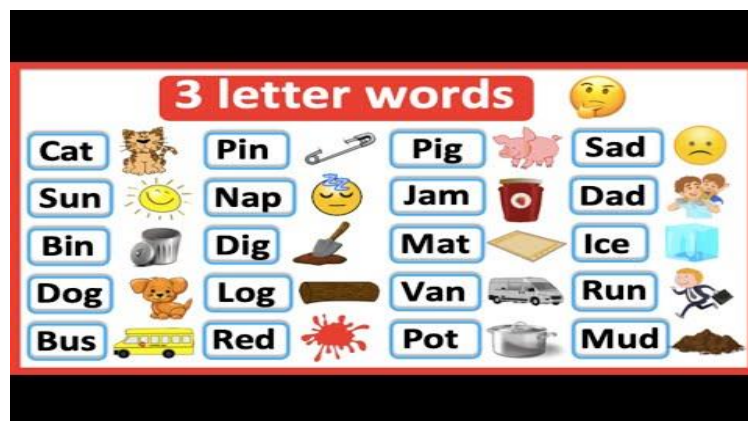 3 letter words
Cat Pin Pig Sad
Sun Nap Jam Dad
Bin Dig Mat Ice
Dog Log Van Run
Bus Red Pot Mud